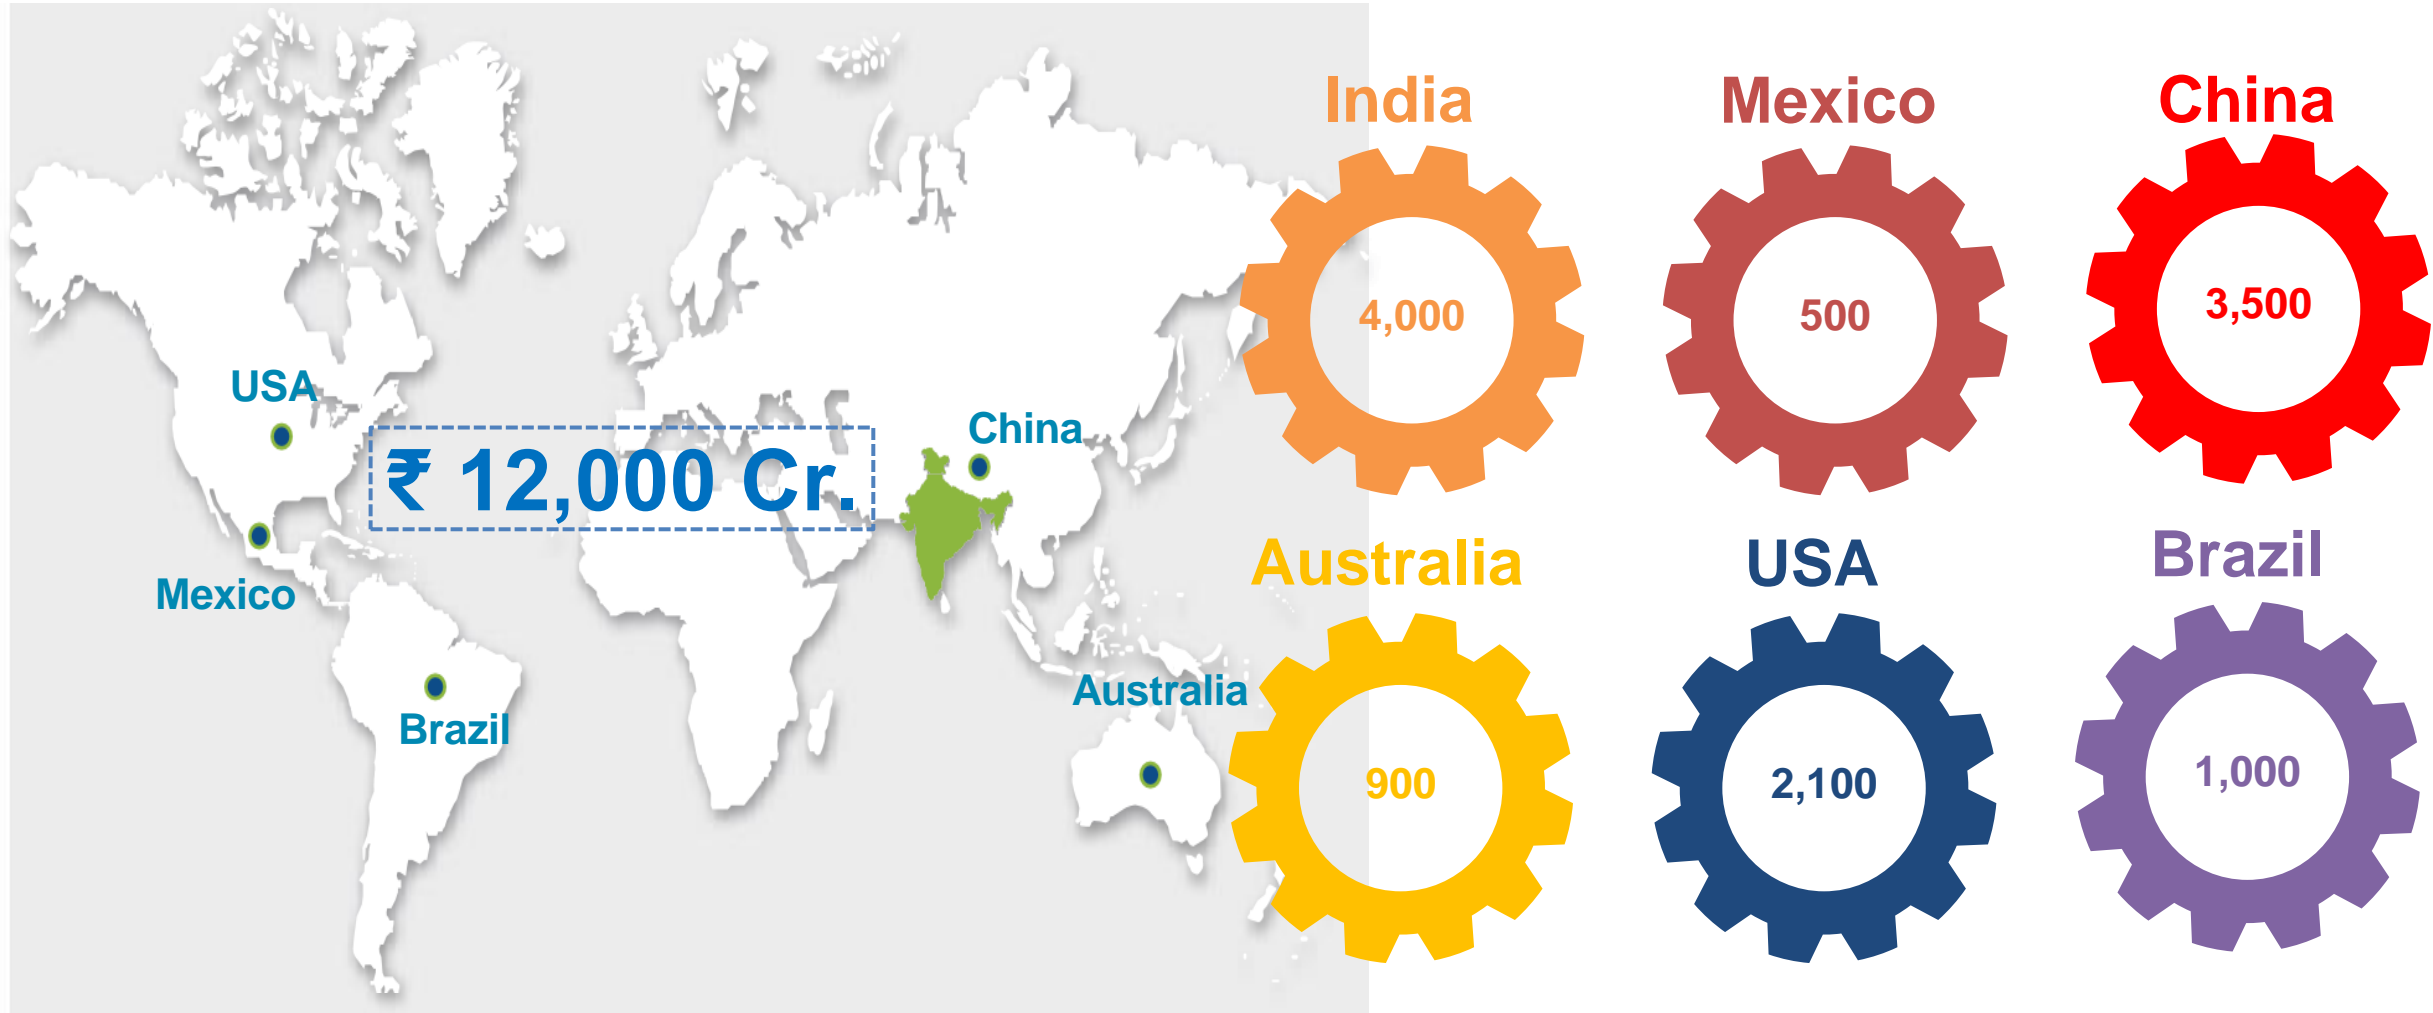 USA
China
₹ 12,000 Cr.
Mexico
Australia
Brazil
India
4,000
Mexico
500
China
3,500
Australia
900
USA
2,100
Brazil
1,000